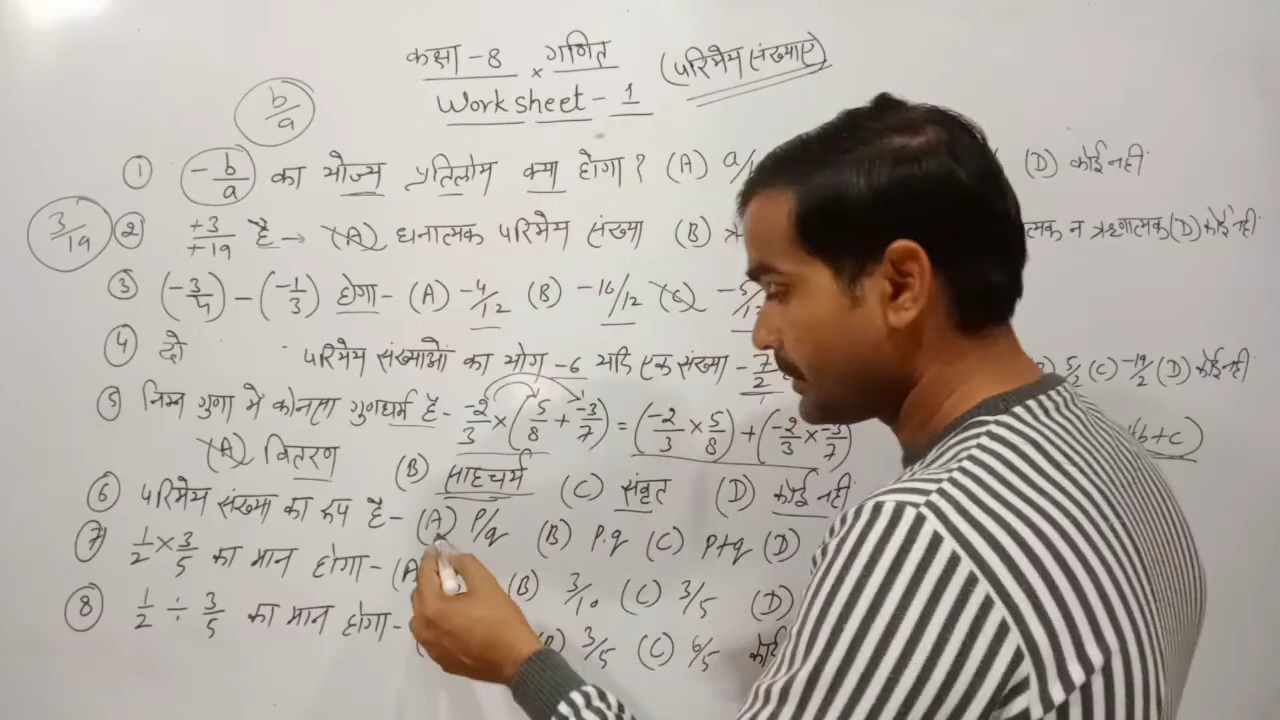 कक्षा - 8 × गणित (परिमेय संख्याएं)
Worksheet - 1
b/a
① -b/a का योज्य प्रतिलोम क्या होगा? (A) (D) कोई नही
3/19
② +3/+19 है → (A) धनात्मक परिमेय संख्या (B) न ऋणात्मक (D) कोई नही
③ (-3/4) - (-1/3) होगा - (A) -4/12 (B) -16/12 (C)
④ दो परिमेय संख्याओं का योग -6 यदि एक संख्या - 7/2 5/2 (C) -19/2 (D) कोई नही
⑤ निम्न गुणा में कौनसा गुणधर्म है - -2/3 × (5/8 + -3/7) = (-2/3 × 5/8) + (-2/3 × -3/7) b+c)
(A) वितरण (B) साहचर्य (C) संवृत (D) कोई नही
⑥ परिमेय संख्या का रूप है - (A) P/q (B) P.q (C) P+q (D)
⑦ 1/2 × 3/5 का मान होगा - (A (B) 3/10 (C) 3/5 (D)
⑧ 1/2 ÷ 3/5 का मान होगा - 3/5 (C) 6/5